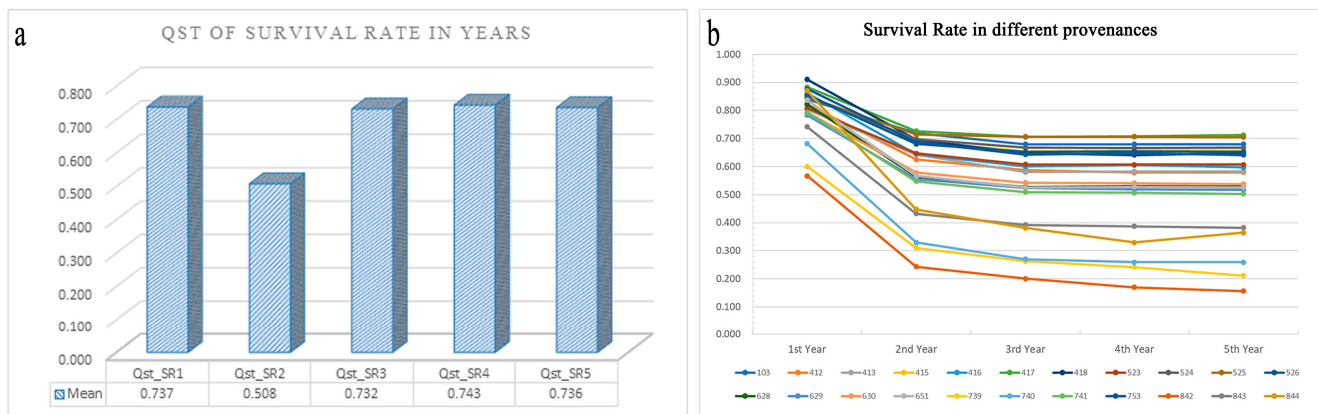 a
QST OF SURVIVAL RATE IN YEARS
0.800
0.700
0.600
0.500
0.400
0.300
0.200
0.100
0.000
Qst_SR1 Qst_SR2 Qst_SR3 Qst_SR4 Qst_SR5
Mean 0.737 0.508 0.732 0.743 0.736
b
Survival Rate in different provenances
1.000
0.900
0.800
0.700
0.600
0.500
0.400
0.300
0.200
0.100
0.000
1st Year 2nd Year 3rd Year 4th Year 5th Year
103 412 413 415 416 417 418 523 524 525 526
628 629 630 651 739 740 741 753 842 843 844